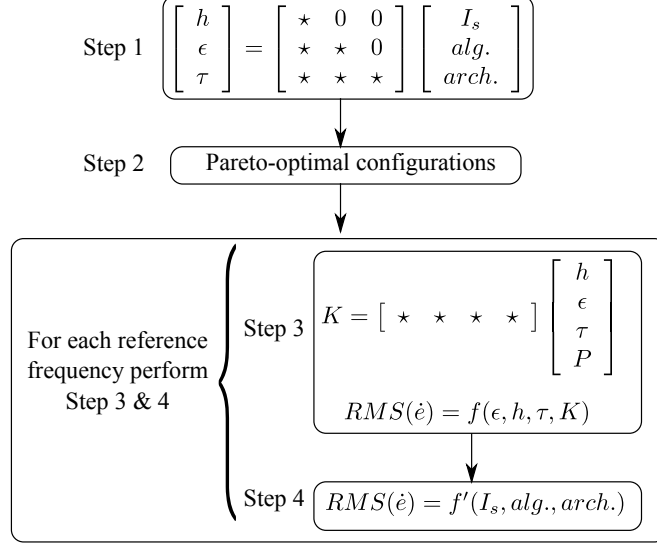 Step 1
[ h ϵ τ ] = [ ⋆ 0 0
⋆ ⋆ 0
⋆ ⋆ ⋆ ] [ I_s alg. arch. ]
Step 2
Pareto-optimal configurations
For each reference
frequency perform
Step 3 & 4
Step 3
K = [ ⋆ ⋆ ⋆ ⋆ ] [ h ϵ τ P ]
RMS(ė) = f(ϵ, h, τ, K)
Step 4
RMS(ė) = f′(I_s, alg., arch.)